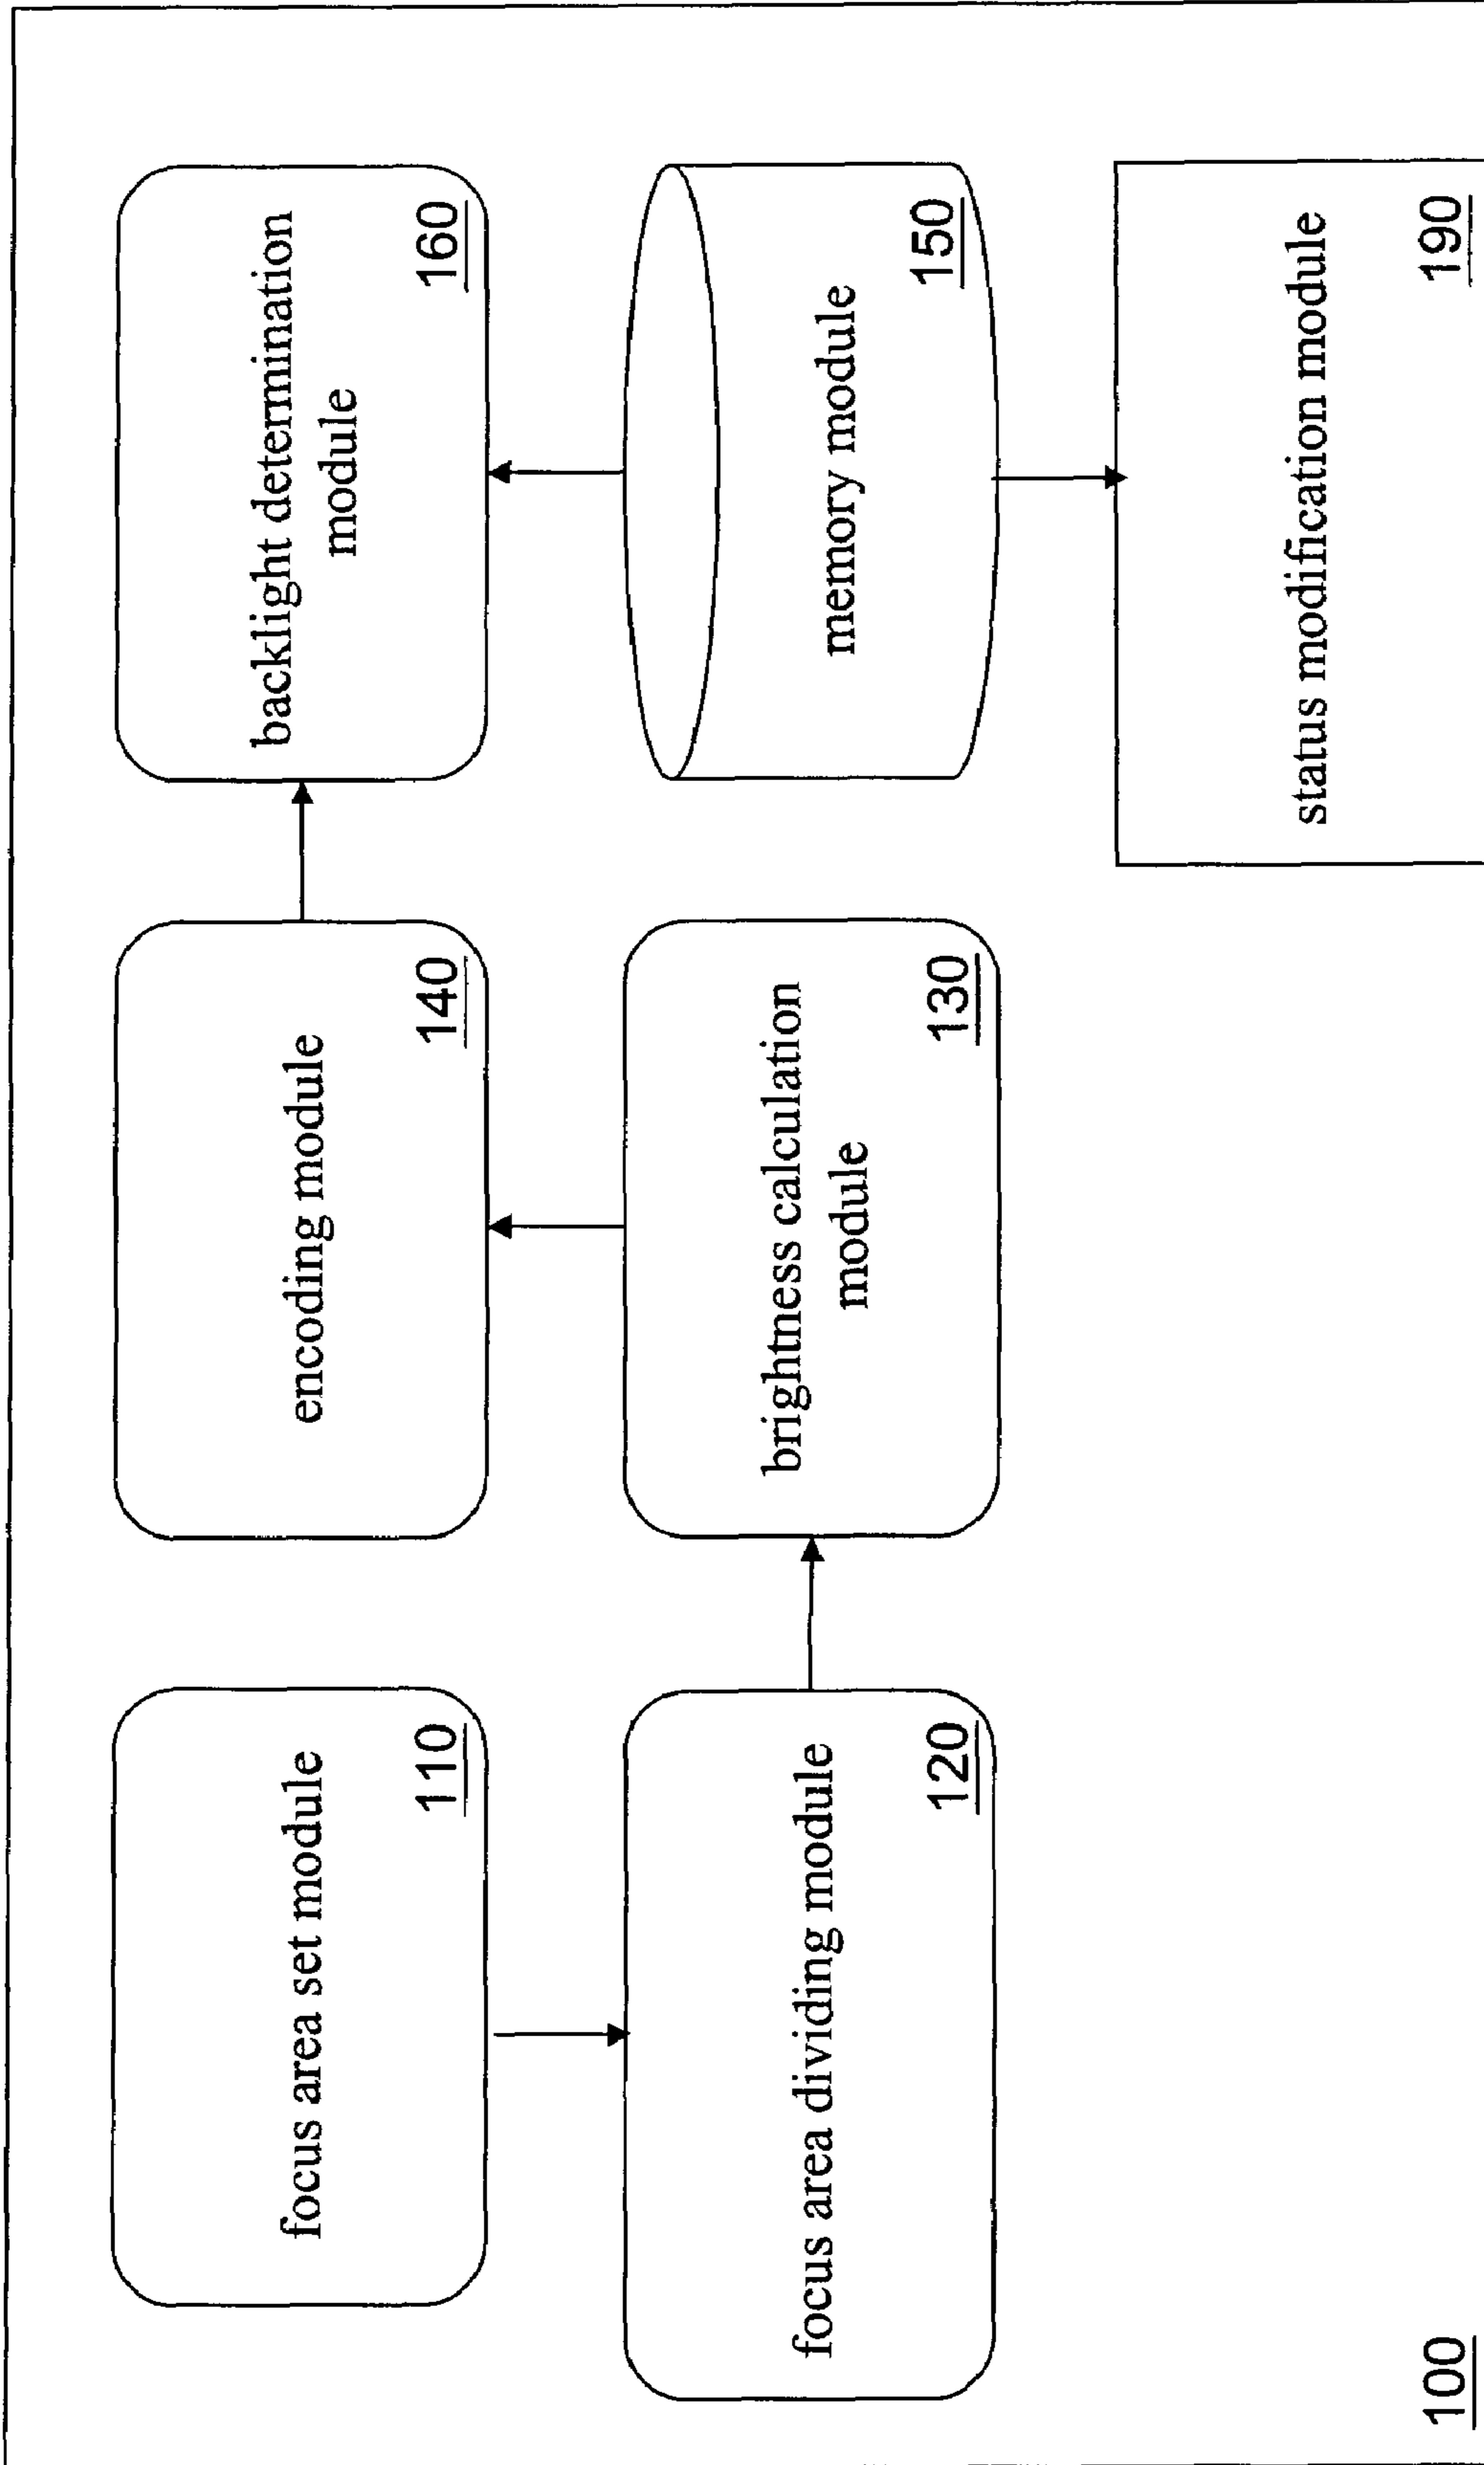 focus area set module
110
encoding module
140
backlight determination
module
160
focus area dividing module
120
brightness calculation
module
130
memory module
150
status modification module
190
100